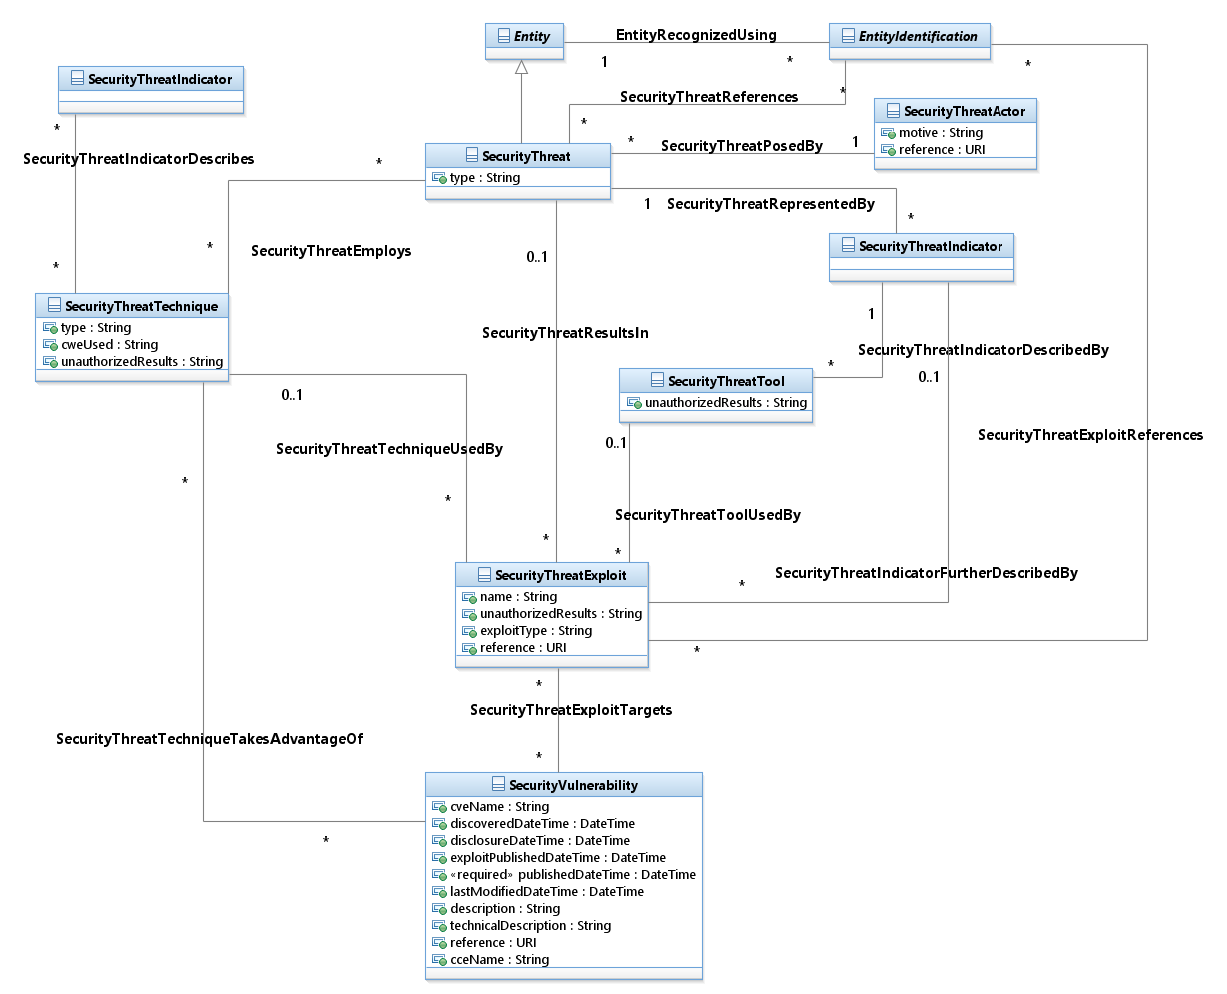 Entity
EntityRecognizedUsing
EntityIdentification
1
*
*
SecurityThreatIndicator
*
SecurityThreatReferences
*
*
SecurityThreatActor
motive : String
reference : URI
SecurityThreatIndicatorDescribes
*
*
SecurityThreatPosedBy
1
SecurityThreat
type : String
1
SecurityThreatRepresentedBy
*
*
SecurityThreatEmploys
0..1
SecurityThreatIndicator
*
SecurityThreatTechnique
type : String
cweUsed : String
unauthorizedResults : String
1
SecurityThreatResultsIn
SecurityThreatIndicatorDescribedBy
*
0..1
SecurityThreatTool
unauthorizedResults : String
0..1
SecurityThreatTechniqueUsedBy
0..1
SecurityThreatExploitReferences
*
*
SecurityThreatToolUsedBy
*
*
SecurityThreatIndicatorFurtherDescribedBy
*
SecurityThreatExploit
name : String
unauthorizedResults : String
exploitType : String
reference : URI
*
*
SecurityThreatExploitTargets
*
SecurityThreatTechniqueTakesAdvantageOf
*
SecurityVulnerability
cveName : String
discoveredDateTime : DateTime
disclosureDateTime : DateTime
exploitPublishedDateTime : DateTime
«required» publishedDateTime : DateTime
lastModifiedDateTime : DateTime
description : String
technicalDescription : String
reference : URI
cceName : String